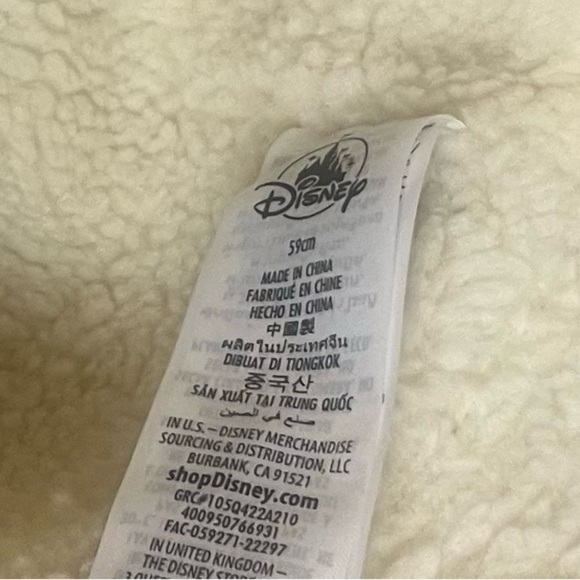 Disney
59cm
MADE IN CHINA
FABRIQUÉ EN CHINE
HECHO EN CHINA
中國製
ผลิตในประเทศจีน
DIBUAT DI TIONGKOK
중국산
SẢN XUẤT TẠI TRUNG QUỐC
صنع في الصين
IN U.S. – DISNEY MERCHANDISE
SOURCING & DISTRIBUTION, LLC
BURBANK, CA 91521
shopDisney.com
GRC#105Q422A210
400950766931
FAC-059271-22297
IN UNITED KINGDOM –
THE DISNEY STORE